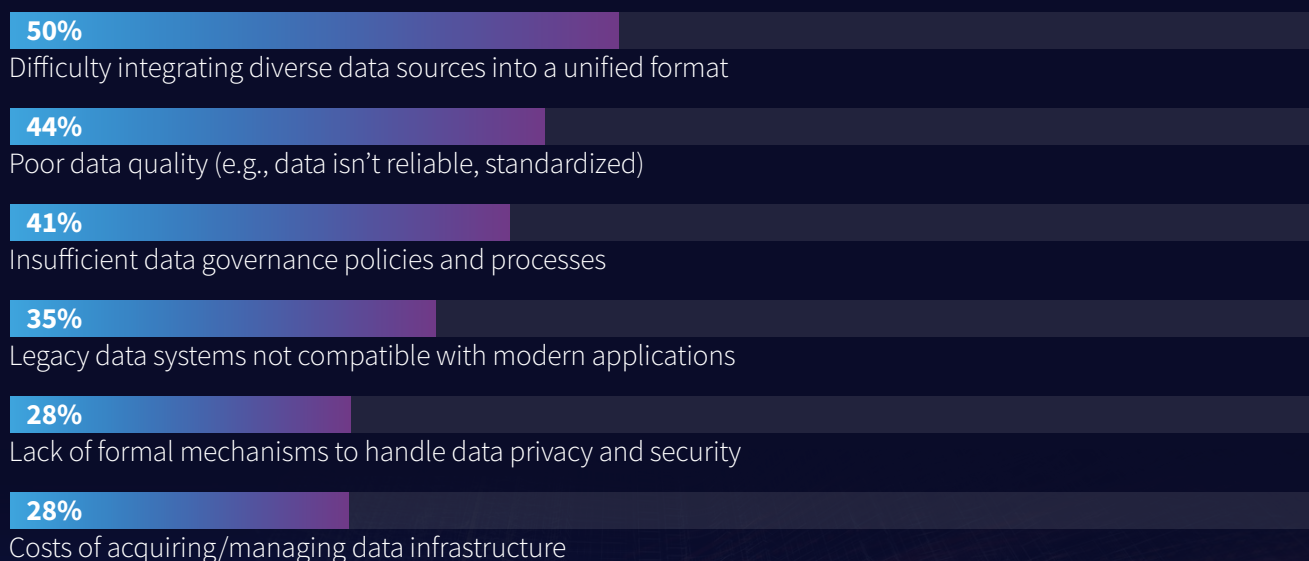 50%
Difficulty integrating diverse data sources into a unified format
44%
Poor data quality (e.g., data isn’t reliable, standardized)
41%
Insufficient data governance policies and processes
35%
Legacy data systems not compatible with modern applications
28%
Lack of formal mechanisms to handle data privacy and security
28%
Costs of acquiring/managing data infrastructure